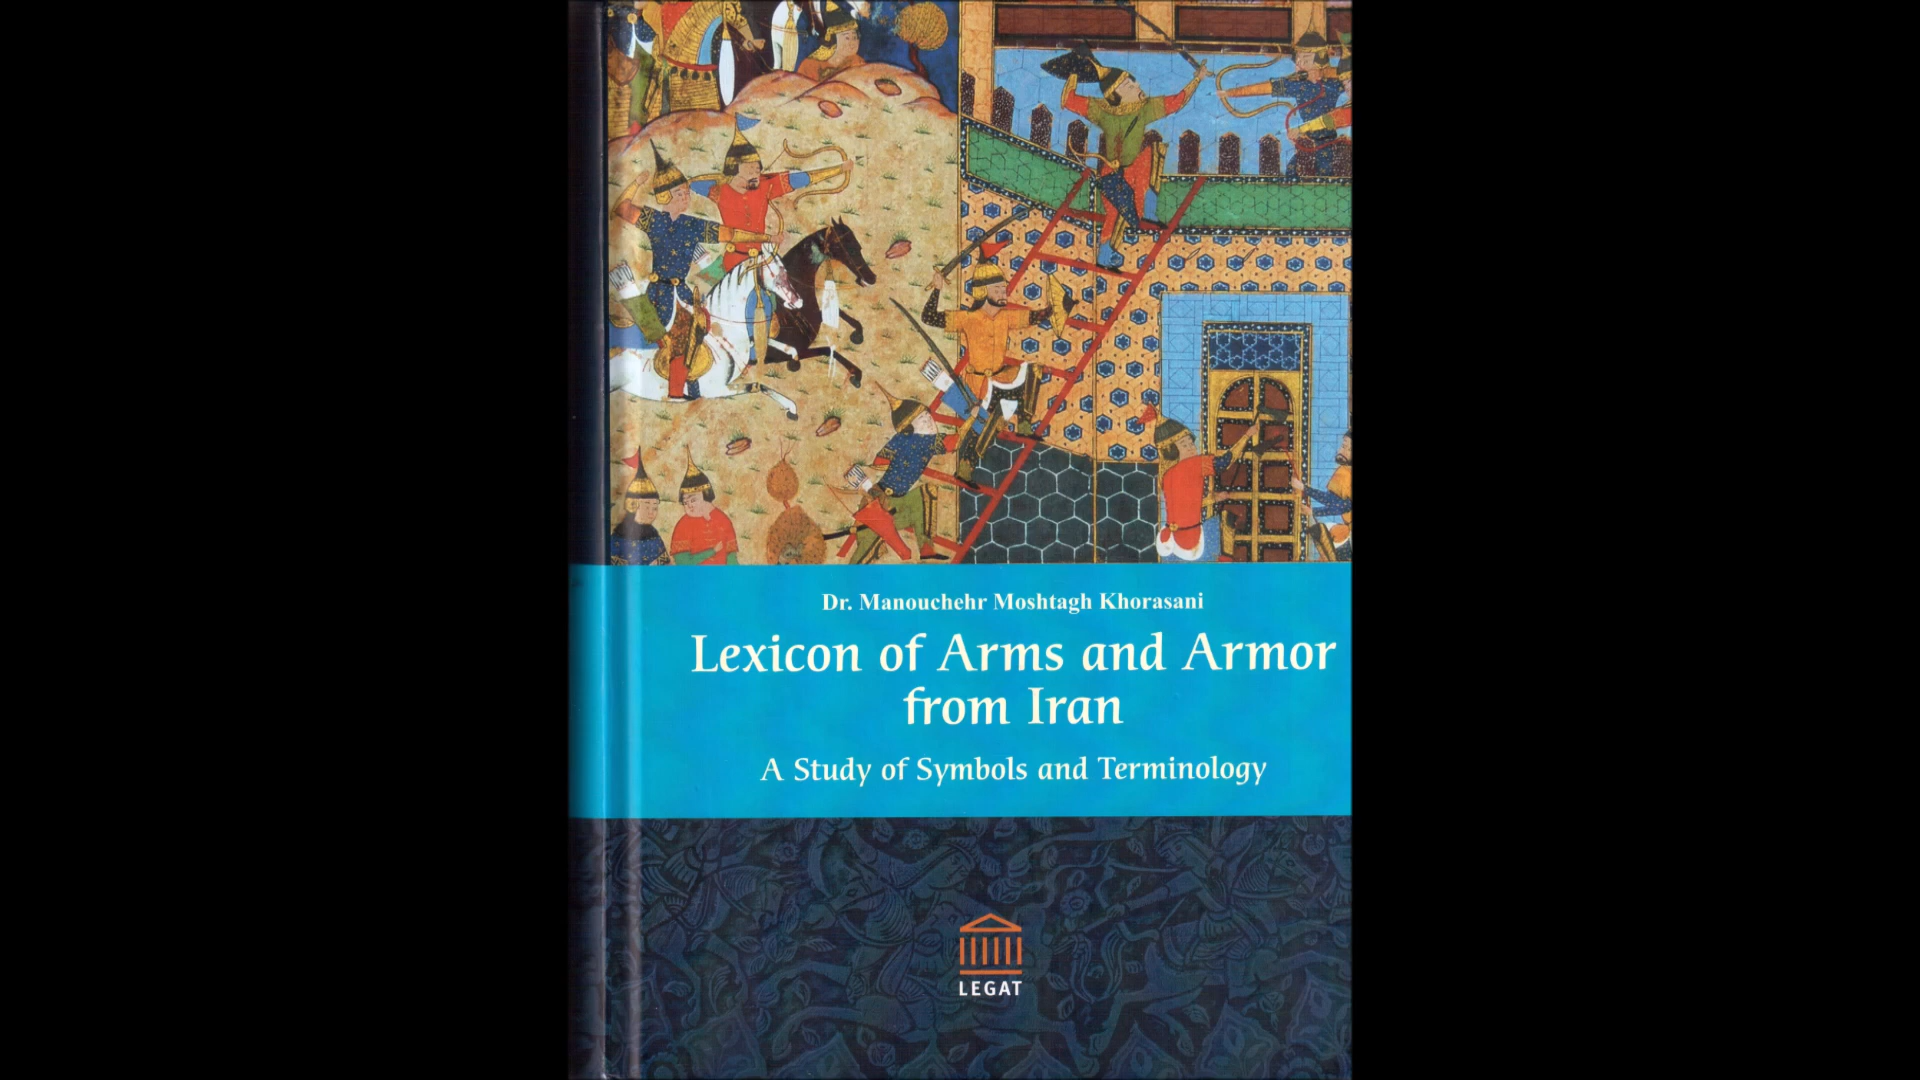 Dr. Manouchehr Moshtagh Khorasani
Lexicon of Arms and Armor
from Iran
A Study of Symbols and Terminology
LEGAT